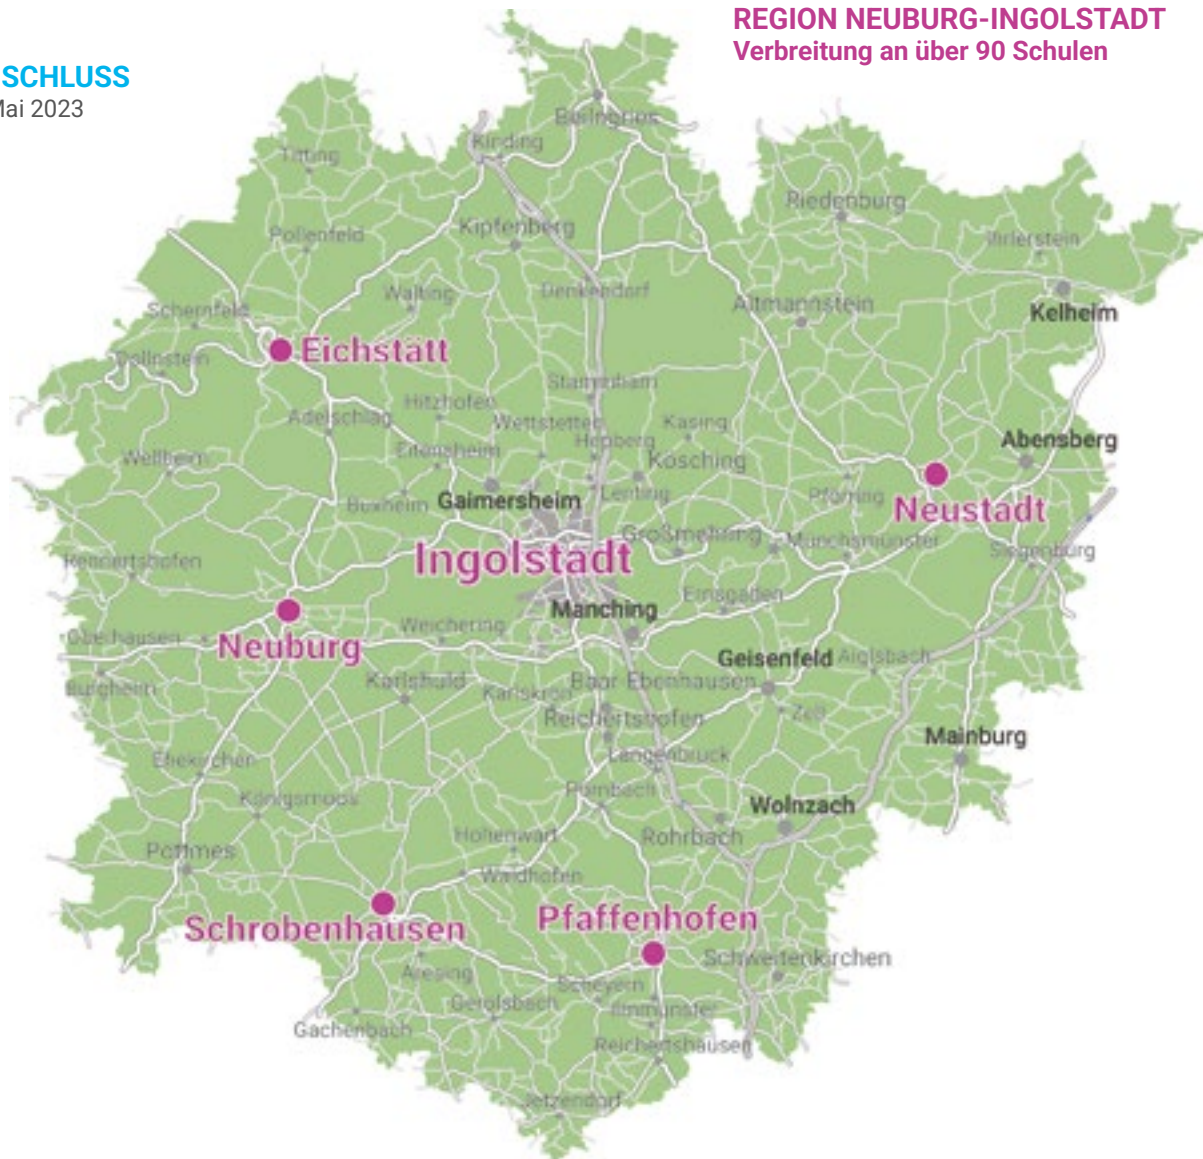 REGION NEUBURG-INGOLSTADT
Verbreitung an über 90 Schulen
SCHLUSS
Mai 2023
Beilngries
Kinding
Titting
Riedenburg
Kipfenberg
Pollenfeld
Ihrlerstein
Walting
Denkendorf
Altmannstein
Schernfeld
Kelheim
Eichstätt
Dollnstein
Stammham
Hitzhofen
Adelschlag
Wettstetten
Kasing
Hepberg
Abensberg
Eitensheim
Wellheim
Kösching
Lenting
Pförring
Buxheim
Gaimersheim
Neustadt
Großmehring
Münchsmünster
Siegenburg
Ingolstadt
Rennertshofen
Ernsgaden
Manching
Weichering
Oberhausen
Neuburg
Geisenfeld
Aiglsbach
Karlshuld
Baar-Ebenhausen
Burgheim
Karlskron
Zell
Reichertshofen
Mainburg
Langenbruck
Ehekirchen
Pörnbach
Königsmoos
Wolnzach
Hohenwart
Rohrbach
Pöttmes
Waidhofen
Pfaffenhofen
Schrobenhausen
Schweitenkirchen
Aresing
Scheyern
Gerolsbach
Ilmmünster
Gachenbach
Reichertshausen
Jetzendorf